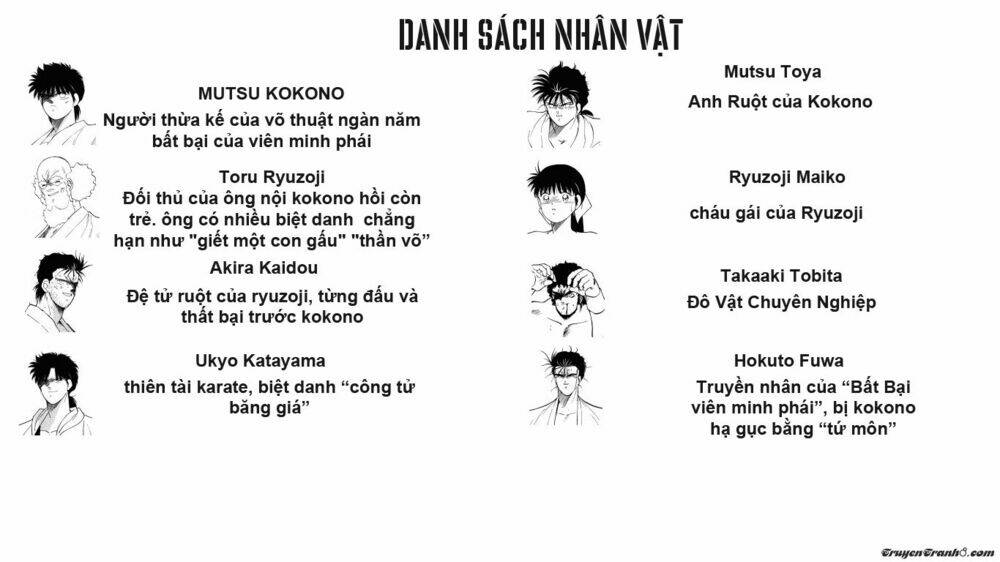 DANH SÁCH NHÂN VẬT
MUTSU KOKONO
Người thừa kế của võ thuật ngàn năm
bất bại của viên minh phái
Toru Ryuzoji
Đối thủ của ông nội kokono hồi còn
trẻ. ông có nhiều biệt danh chẳng
hạn như "giết một con gấu" "thần võ”
Akira Kaidou
Đệ tử ruột của ryuzoji, từng đấu và
thất bại trước kokono
Ukyo Katayama
thiên tài karate, biệt danh “công tử
băng giá”
Mutsu Toya
Anh Ruột của Kokono
Ryuzoji Maiko
cháu gái của Ryuzoji
Takaaki Tobita
Đô Vật Chuyên Nghiệp
Hokuto Fuwa
Truyền nhân của “Bất Bại
viên minh phái”, bị kokono
hạ gục bằng “tứ môn”
TruyenTranh8.com